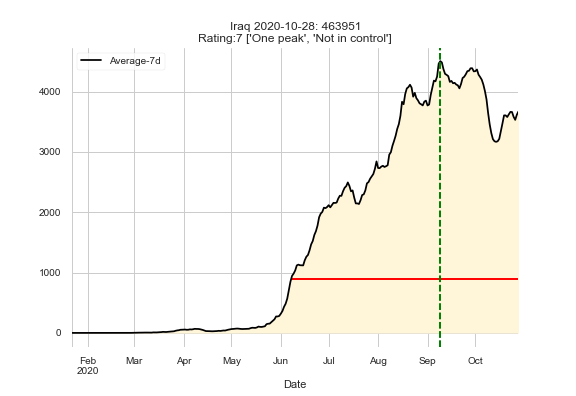 Iraq 2020-10-28: 463951
Rating:7 ['One peak', 'Not in control']
Average-7d
4000
3000
2000
1000
0
Feb Mar Apr May Jun Jul Aug Sep Oct
2020
Date